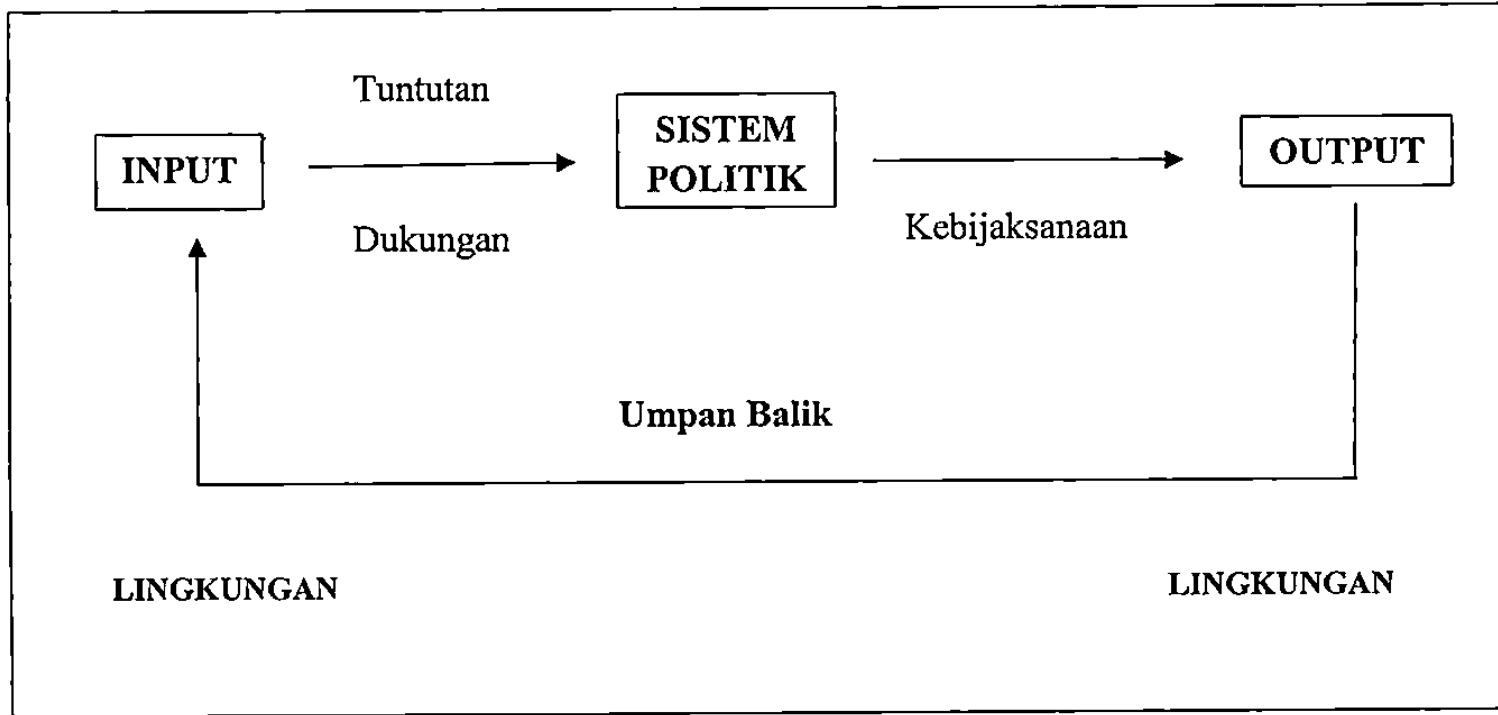 Tuntutan
INPUT
SISTEM
POLITIK
OUTPUT
Dukungan
Kebijaksanaan
Umpan Balik
LINGKUNGAN
LINGKUNGAN